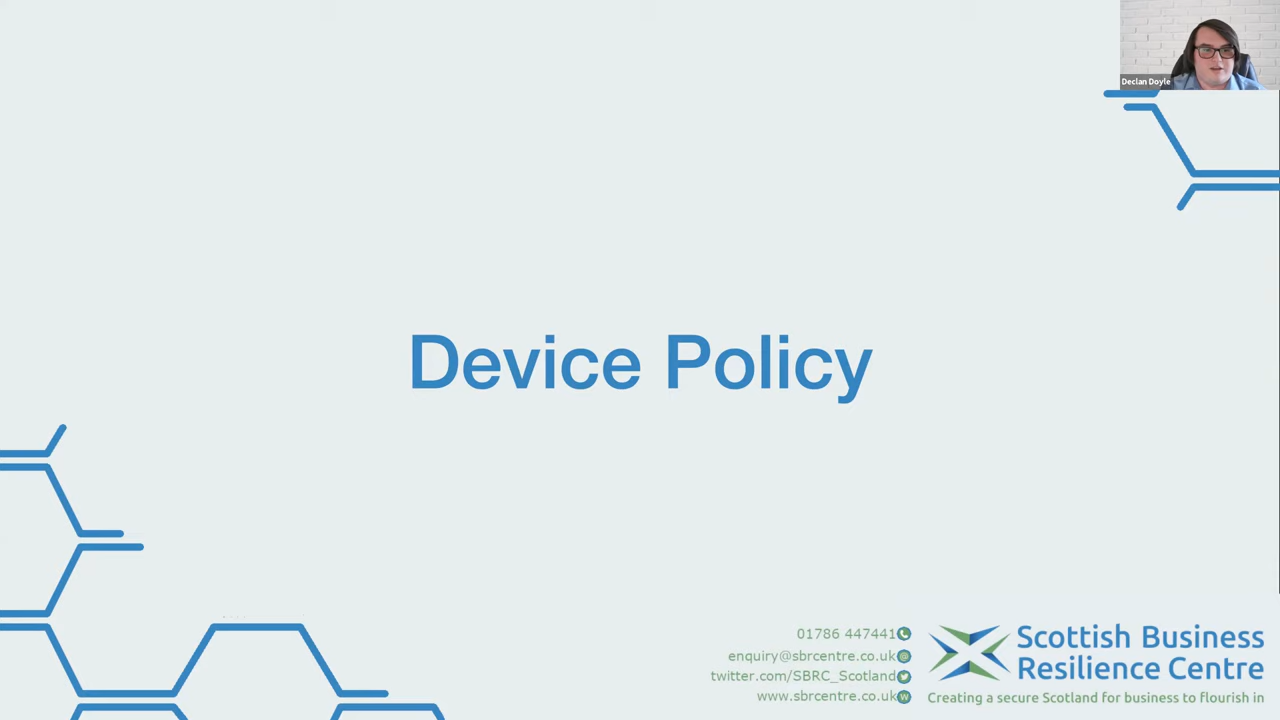 Declan Doyle
Device Policy
01786 447441
enquiry@sbrcentre.co.uk
twitter.com/SBRC_Scotland
www.sbrcentre.co.uk
Scottish Business
Resilience Centre
Creating a secure Scotland for business to flourish in